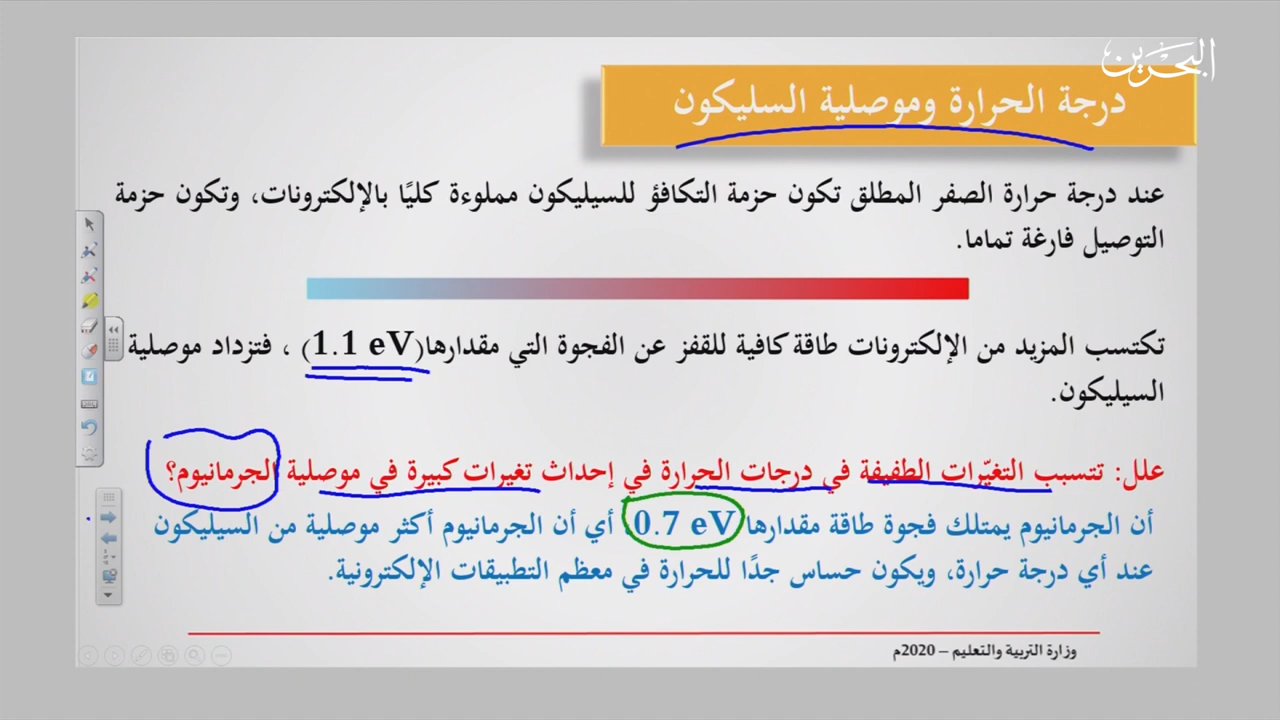 البحرين
درجة الحرارة وموصلية السليكون
عند درجة حرارة الصفر المطلق تكون حزمة التكافؤ للسيليكون مملوءة كليًا بالإلكترونات، وتكون حزمة
التوصيل فارغة تماما.
تكتسب المزيد من الإلكترونات طاقة كافية للقفز عن الفجوة التي مقدارها(1.1 eV) ، فتزداد موصلية
السيليكون.
علل: تتسبب التغيّرات الطفيفة في درجات الحرارة في إحداث تغيرات كبيرة في موصلية الجرمانيوم؟
أن الجرمانيوم يمتلك فجوة طاقة مقدارها 0.7 eV أي أن الجرمانيوم أكثر موصلية من السيليكون
عند أي درجة حرارة، ويكون حساس جدًا للحرارة في معظم التطبيقات الإلكترونية.
وزارة التربية والتعليم – 2020م